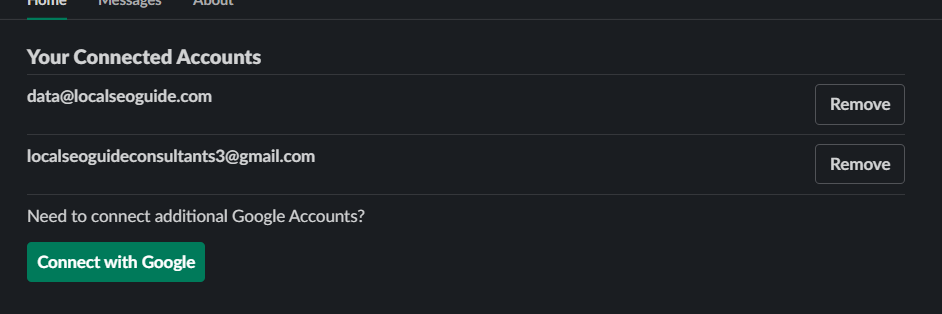 Home Messages About
Your Connected Accounts
data@localseoguide.com
Remove
localseoguideconsultants3@gmail.com
Remove
Need to connect additional Google Accounts?
Connect with Google